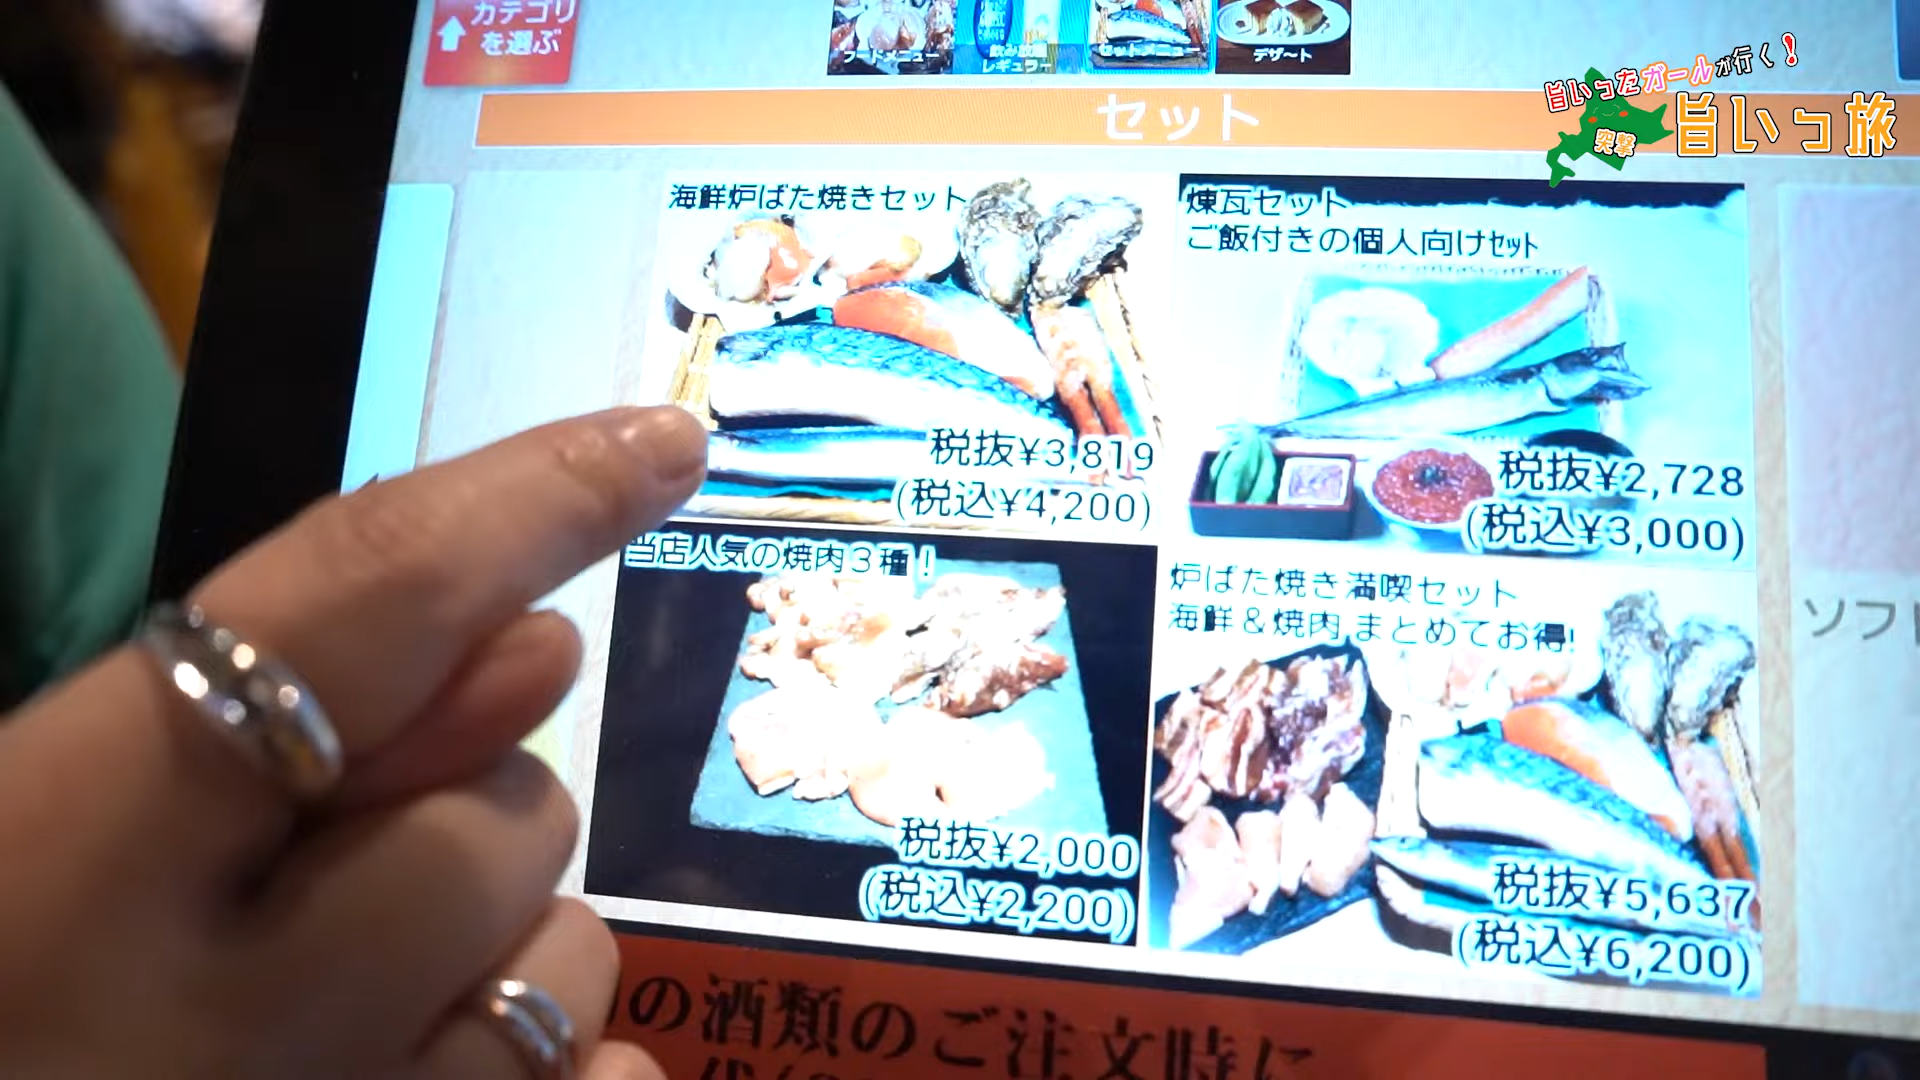 カテゴリ
を選ぶ
フードメニュー
飲み放題
レギュラー
セットメニュー
デザート
旨いったガールが行く!
突撃
旨いっ旅
セット
海鮮炉ばた焼きセット
税抜¥3,819
(税込¥4,200)
煉瓦セット
ご飯付きの個人向けセット
税抜¥2,728
(税込¥3,000)
当店人気の焼肉3種!
税抜¥2,000
(税込¥2,200)
炉ばた焼き満喫セット
海鮮&焼肉 まとめてお得!
税抜¥5,637
(税込¥6,200)
ソフ
の酒類のご注文時に